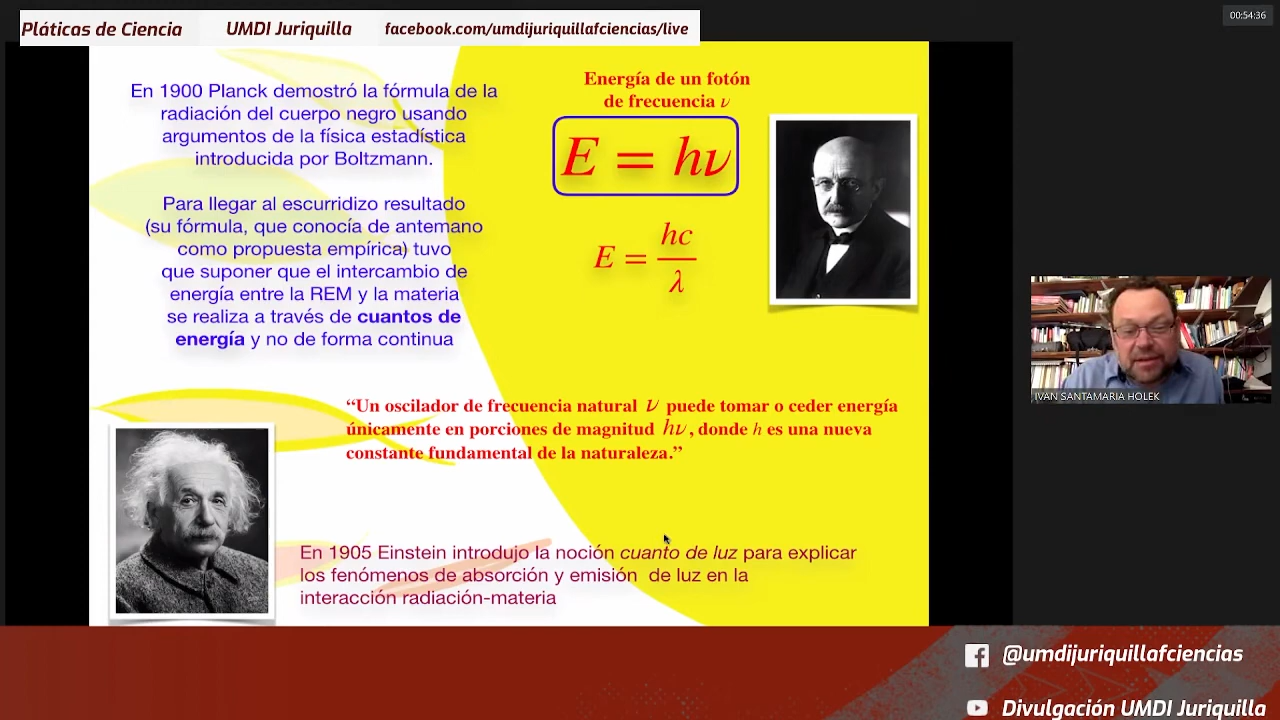 Pláticas de Ciencia
UMDI Juriquilla
facebook.com/umdijuriquillafciencias/live
00:54:36
En 1900 Planck demostró la fórmula de la
radiación del cuerpo negro usando
argumentos de la física estadística
introducida por Boltzmann.
Para llegar al escurridizo resultado
(su fórmula, que conocía de antemano
como propuesta empírica) tuvo
que suponer que el intercambio de
energía entre la REM y la materia
se realiza a través de cuantos de
energía y no de forma continua
Energía de un fotón
de frecuencia ν
E = hν
E = hc/λ
“Un oscilador de frecuencia natural ν puede tomar o ceder energía
únicamente en porciones de magnitud hν, donde h es una nueva
constante fundamental de la naturaleza.”
En 1905 Einstein introdujo la noción cuanto de luz para explicar
los fenómenos de absorción y emisión de luz en la
interacción radiación-materia
IVAN SANTAMARIA HOLEK
@umdijuriquillafciencias
Divulgación UMDI Juriquilla